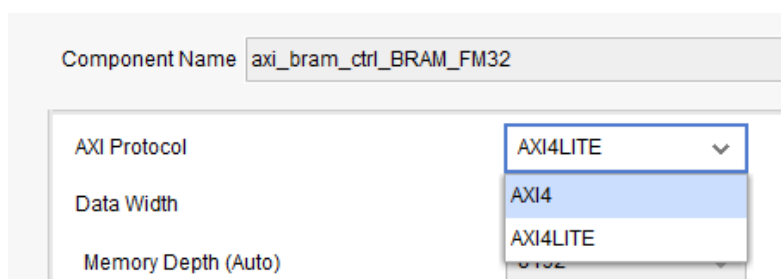 Component Name axi_bram_ctrl_BRAM_FM32
AXI Protocol AXI4LITE
AXI4
Data Width
AXI4LITE
Memory Depth (Auto)